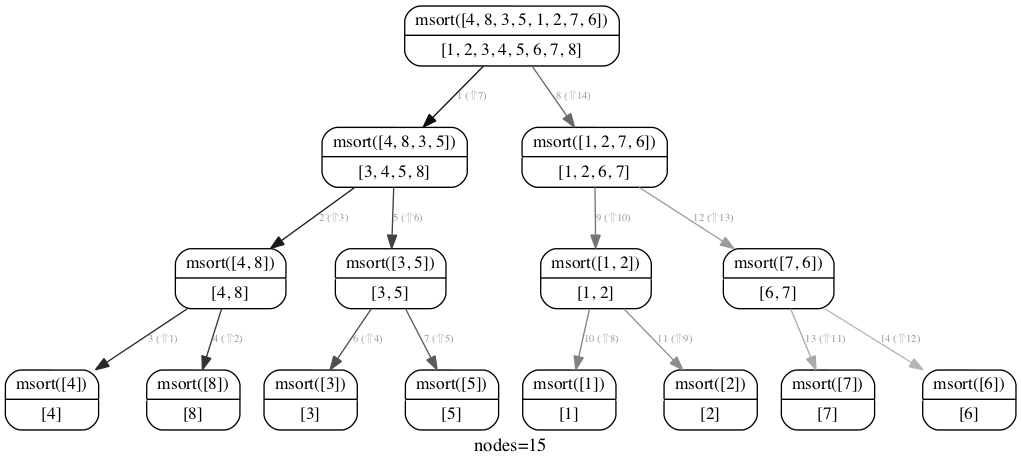 msort([4, 8, 3, 5, 1, 2, 7, 6])
[1, 2, 3, 4, 5, 6, 7, 8]
1 (⇑7)
8 (⇑14)
msort([4, 8, 3, 5])
[3, 4, 5, 8]
msort([1, 2, 7, 6])
[1, 2, 6, 7]
2 (⇑3)
5 (⇑6)
9 (⇑10)
12 (⇑13)
msort([4, 8])
[4, 8]
msort([3, 5])
[3, 5]
msort([1, 2])
[1, 2]
msort([7, 6])
[6, 7]
3 (⇑1)
4 (⇑2)
6 (⇑4)
7 (⇑5)
10 (⇑8)
11 (⇑9)
13 (⇑11)
14 (⇑12)
msort([4])
[4]
msort([8])
[8]
msort([3])
[3]
msort([5])
[5]
msort([1])
[1]
msort([2])
[2]
msort([7])
[7]
msort([6])
[6]
nodes=15